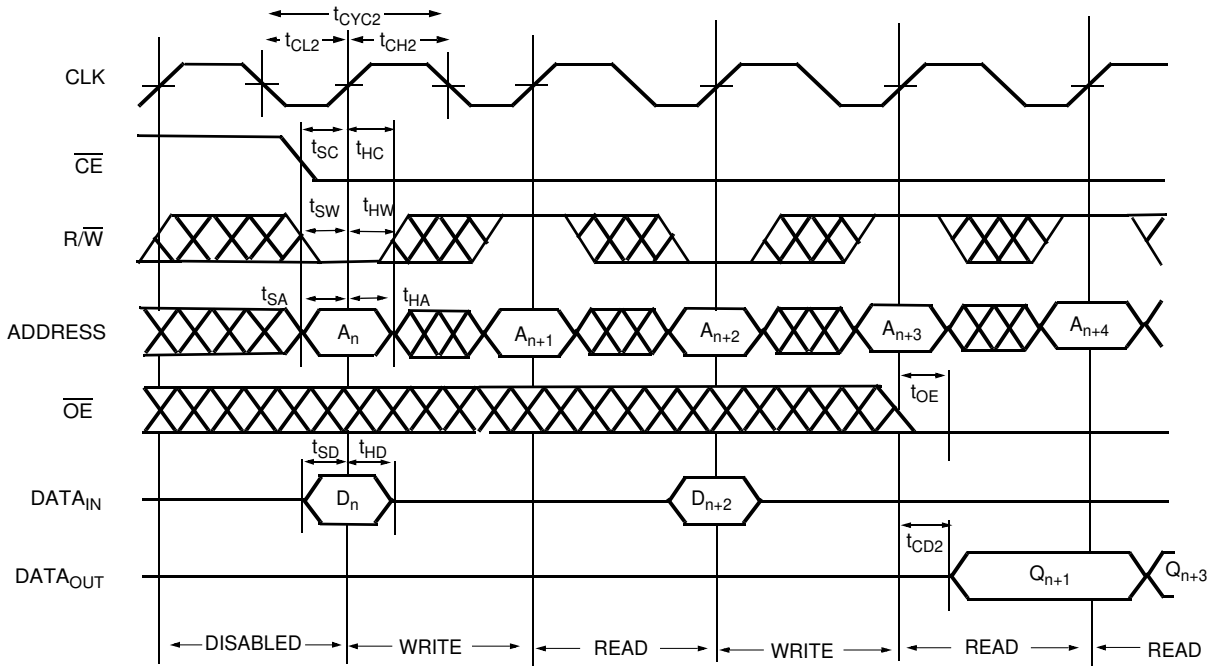 tCYC2
tCL2 tCH2
CLK
tSC tHC
CE
tSW tHW
R/W
tSA tHA
ADDRESS An An+1 An+2 An+3 An+4
OE tOE
tSD tHD
DATAIN Dn Dn+2
tCD2
DATAOUT Qn+1 Qn+3
DISABLED WRITE READ WRITE READ READ